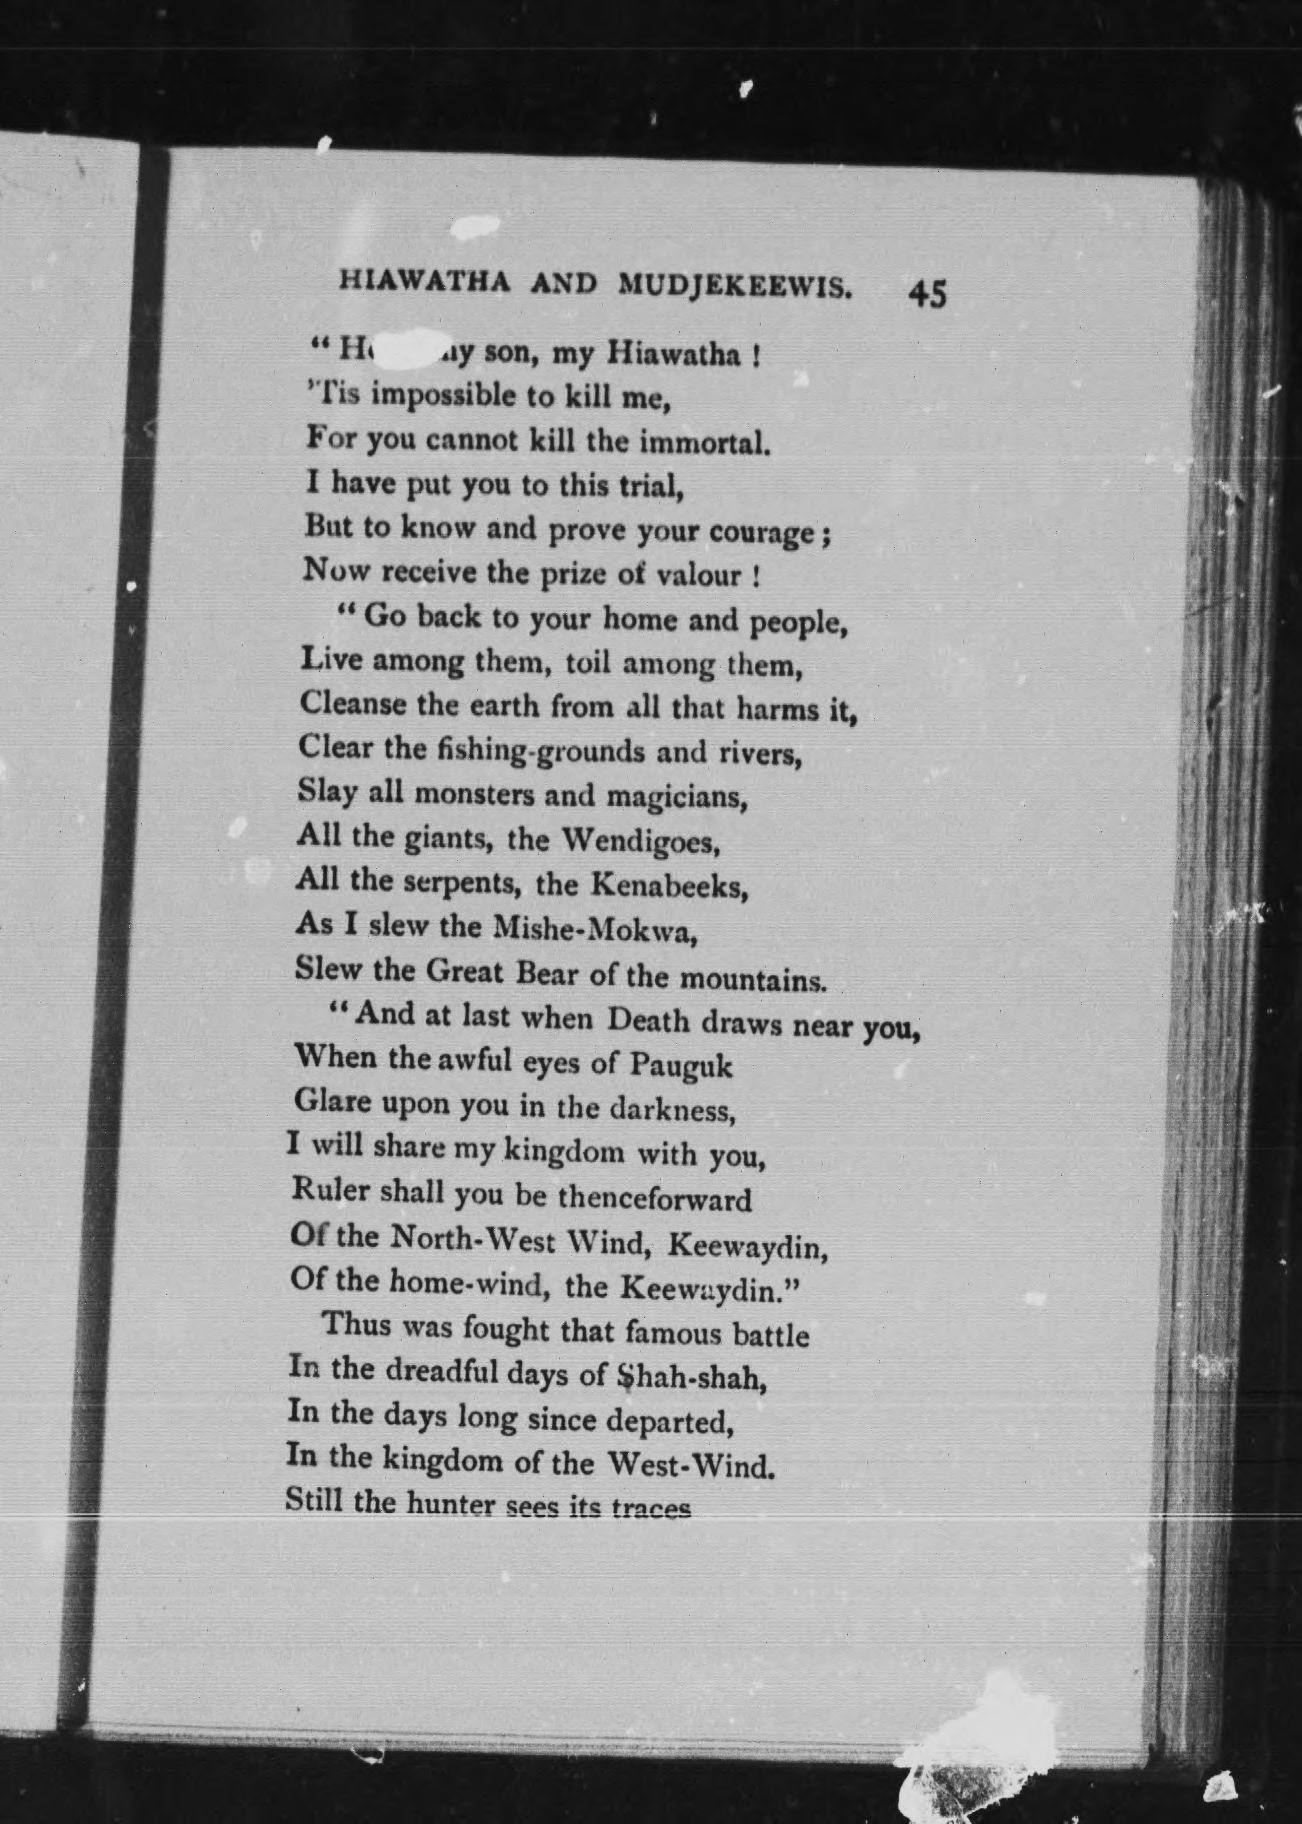 HIAWATHA AND MUDJEKEEWIS. 45
son, my Hiawatha !
'Tis impossible to kill me,
For you cannot kill the immortal.
I have put you to this trial,
But to know and prove your courage ;
Now receive the prize of valour !
“ Go back to your home and people,
Live among them, toil among them,
Cleanse the earth from all that harms it,
Clear the fishing-grounds and rivers,
Slay all monsters and magicians,
All the giants, the Wendigoes,
All the serpents, the Kenabeeks,
As I slew the Mishe-Mokwa,
Slew the Great Bear of the mountains.
“ And at last when Death draws near you,
When the awful eyes of Pauguk
Glare upon you in the darkness,
I will share my kingdom with you,
Ruler shall you be thenceforward
Of the North-West Wind, Keewaydin,
Of the home-wind, the Keewaydin.”
Thus was fought that famous battle
In the dreadful days of Shah-shah,
In the days long since departed,
In the kingdom of the West-Wind.
Still the hunter sees its traces